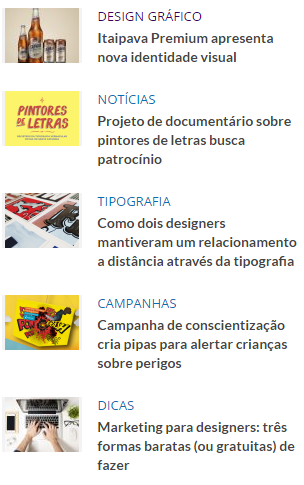 DESIGN GRÁFICO
Itaipava Premium apresenta
nova identidade visual
NOTÍCIAS
PINTORES
DE LETRAS
Projeto de documentário sobre
pintores de letras busca
patrocínio
TIPOGRAFIA
Como dois designers
mantiveram um relacionamento
a distância através da tipografia
CAMPANHAS
Campanha de conscientização
cria pipas para alertar crianças
sobre perigos
DICAS
Marketing para designers: três
formas baratas (ou gratuitas) de
fazer